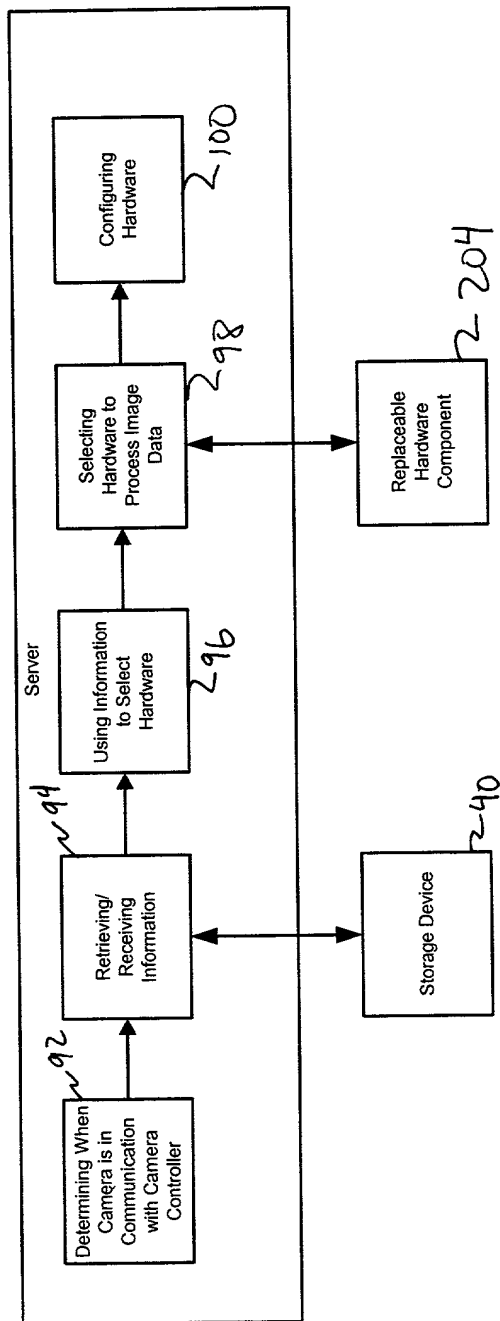 Server
Determining When
Camera is in
Communication
with Camera
Controller
92
Retrieving/
Receiving
Information
94
Using Information
to Select
Hardware
96
Selecting
Hardware to
Process Image
Data
98
Configuring
Hardware
100
Storage Device
40
Replaceable
Hardware
Component
204